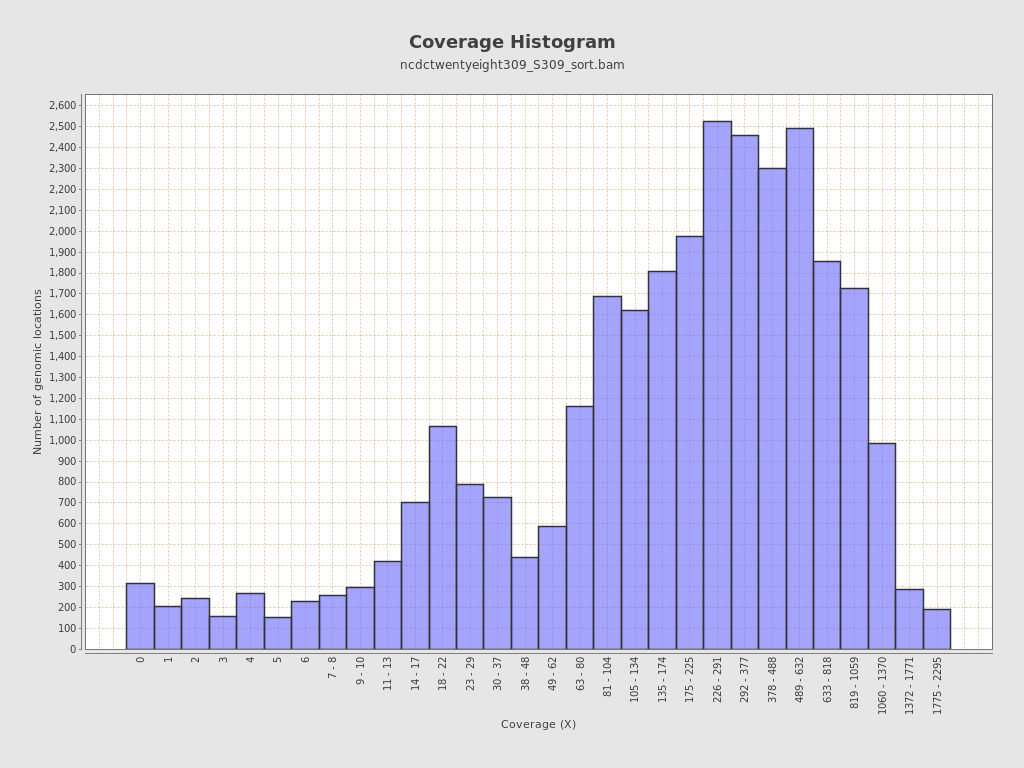 Coverage Histogram
ncdctwentyeight309_S309_sort.bam
Number of genomic locations
2,600
2,500
2,400
2,300
2,200
2,100
2,000
1,900
1,800
1,700
1,600
1,500
1,400
1,300
1,200
1,100
1,000
900
800
700
600
500
400
300
200
100
0
0
1
2
3
4
5
6
7 - 8
9 - 10
11 - 13
14 - 17
18 - 22
23 - 29
30 - 37
38 - 48
49 - 62
63 - 80
81 - 104
105 - 134
135 - 174
175 - 225
226 - 291
292 - 377
378 - 488
489 - 632
633 - 818
819 - 1059
1060 - 1370
1372 - 1771
1775 - 2295
Coverage (X)